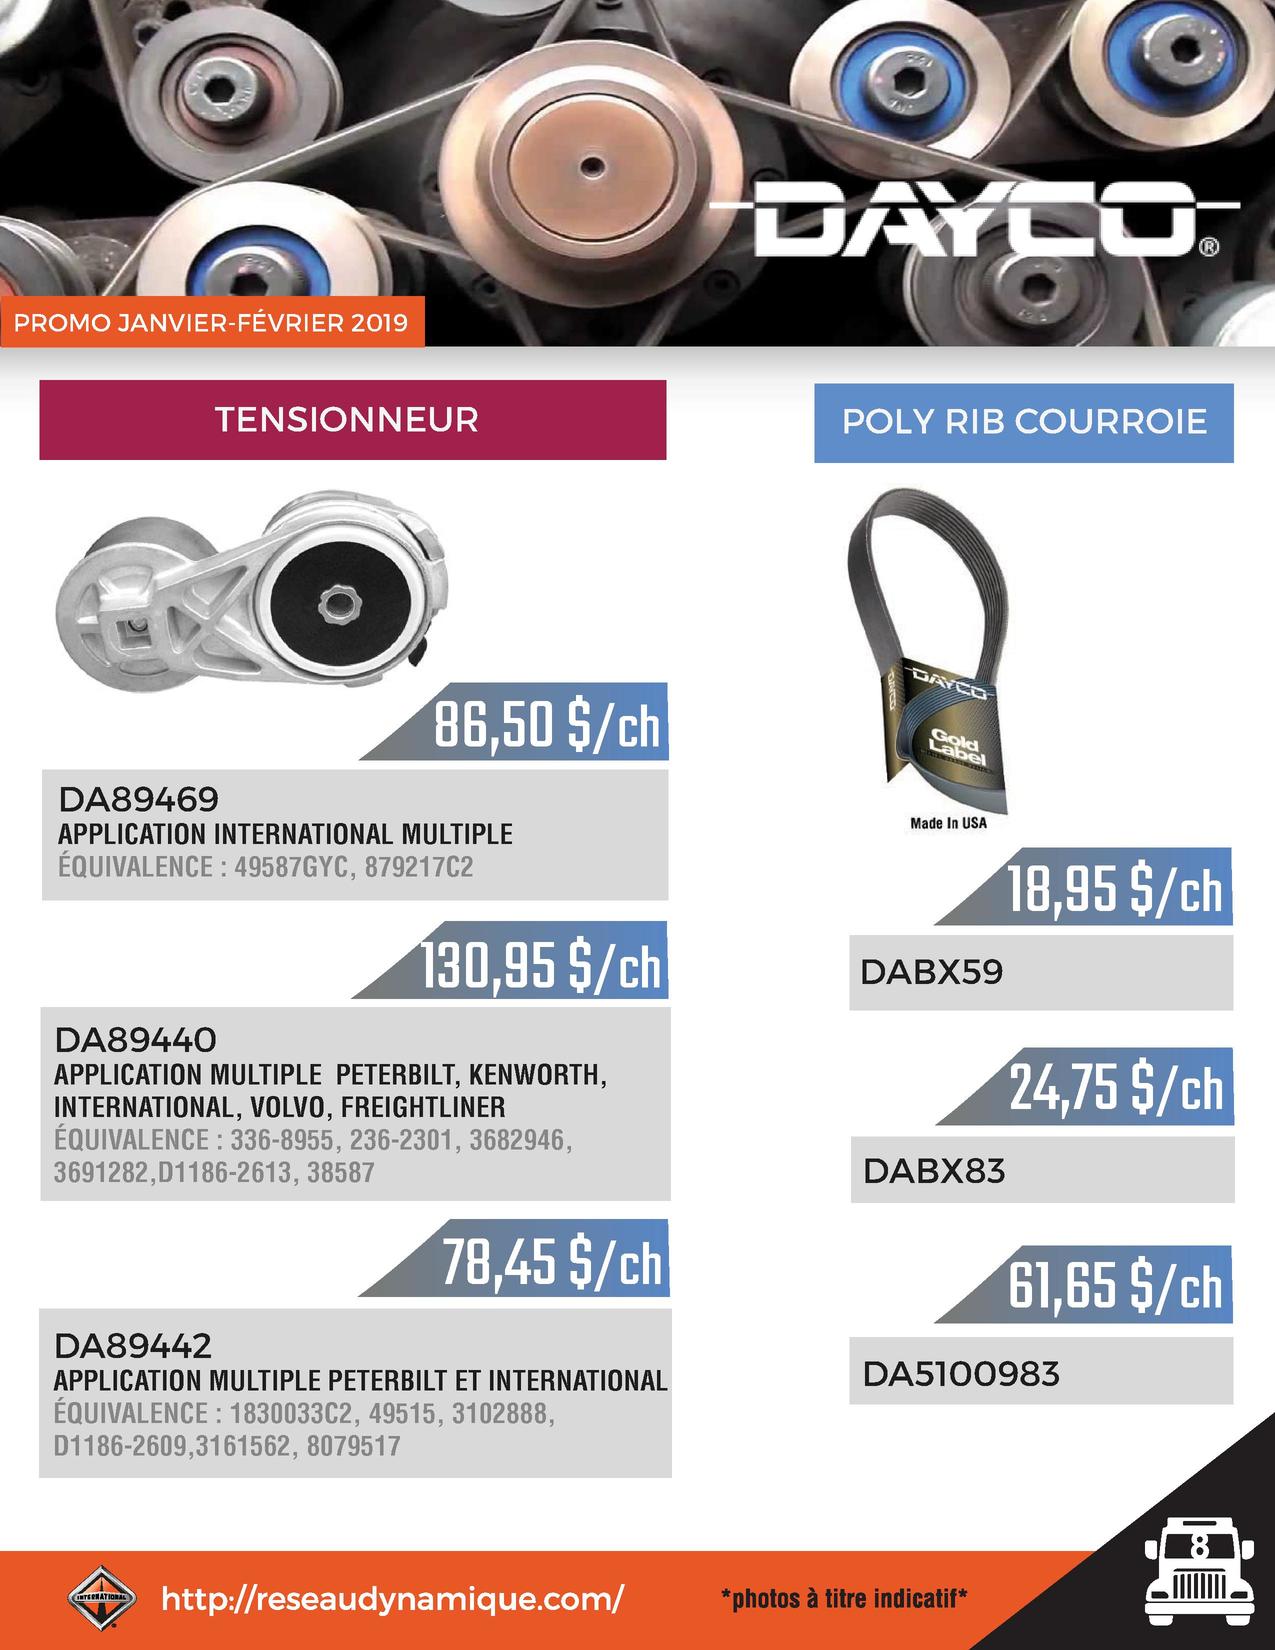 DAYCO®
PROMO JANVIER-FÉVRIER 2019
TENSIONNEUR
86,50 $/ch
DA89469
APPLICATION INTERNATIONAL MULTIPLE
ÉQUIVALENCE : 49587GYC, 879217C2
130,95 $/ch
DA89440
APPLICATION MULTIPLE  PETERBILT, KENWORTH,
INTERNATIONAL, VOLVO, FREIGHTLINER
ÉQUIVALENCE : 336-8955, 236-2301, 3682946,
3691282,D1186-2613, 38587
78,45 $/ch
DA89442
APPLICATION MULTIPLE PETERBILT ET INTERNATIONAL
ÉQUIVALENCE : 1830033C2, 49515, 3102888,
D1186-2609,3161562, 8079517
POLY RIB COURROIE
DAYCO
DAYCO
Gold
Label
Made In USA
18,95 $/ch
DABX59
24,75 $/ch
DABX83
61,65 $/ch
DA5100983
INTERNATIONAL
http://reseaudynamique.com/
*photos à titre indicatif*
8